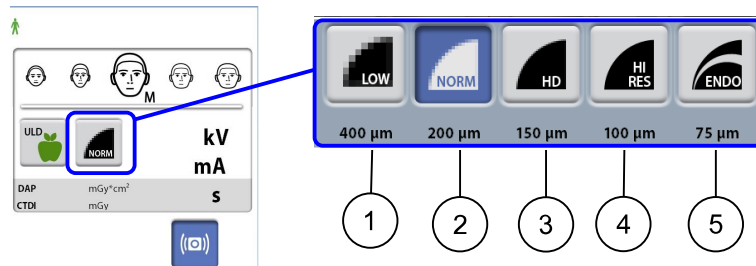 M
ULD
NORM
kV
mA
DAP mGy*cm²
CTDI mGy
s
LOW
NORM
HD
HI
RES
ENDO
400 µm
200 µm
150 µm
100 µm
75 µm
1
2
3
4
5